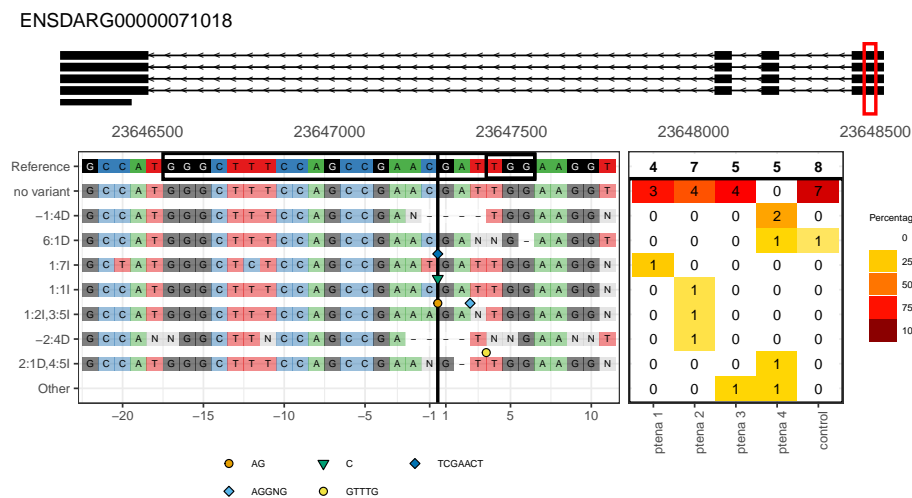 ENSDARG00000071018
23646500 23647000 23647500 23648000 23648500
Reference G C C A T G G G C T T T C C A G C C G A A C G A T T G G A A G G T 4 7 5 5 8
no variant G C C A T G G G C T T T C C A G C C G A A C G A T T G G A A G G T 3 4 4 0 7
−1:4D G C C A T G G G C T T T C C A G C C G A N - - - - T G G A A G G N 0 0 0 2 0
6:1D G C C A T G G G C T T T C C A G C C G A A C G A N N G - A A G G T 0 0 0 1 1
1:7I G C T A T G G G C T C T C C A G C C G A A T G A T T G G A A G G N 1 0 0 0 0
1:1I G C C A T G G G C T T T C C A G C C G A A C G A T T G G A A G G N 0 1 0 0 0
1:2I,3:5I G C C A T G G G C T T T C C A G C C G A A A G A N T G G A A G G N 0 1 0 0 0
−2:4D G C C A N N G G C T T N C C A G C C G A - - - - T N N G A A N N T 0 1 0 0 0
2:1D,4:5I G C C A T G G G C T T T C C A G C C G A A N G - T T G G A A G G N 0 0 0 1 0
Other 0 0 1 1 0
−20 −15 −10 −5 −1 1 5 10
ptena 1 ptena 2 ptena 3 ptena 4 control
Percentag
0
25
50
75
10
AG C TCGAACT
AGGNG GTTTG